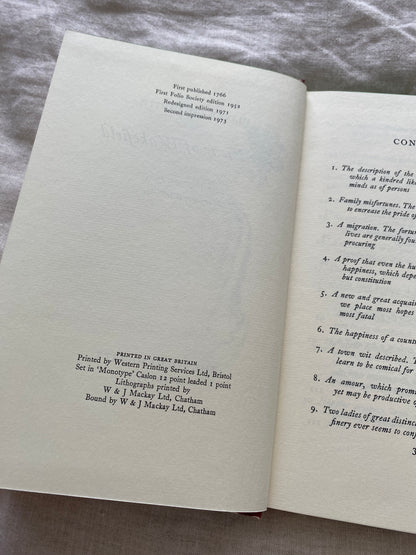 First published 1766
First Folio Society edition 1952
Redesigned edition 1971
Second impression 1973
PRINTED IN GREAT BRITAIN
Printed by Western Printing Services Ltd, Bristol
Set in 'Monotype' Caslon 12 point leaded 1 point
Lithographs printed by
W & J Mackay Ltd, Chatham
Bound by W & J Mackay Ltd, Chatham
CON
1. The description of the
which a kindred like
minds as of persons
2. Family misfortunes. The
to encrease the pride of
3. A migration. The fortu
lives are generally fou
procuring
4. A proof that even the hu
happiness, which depe
but constitution
5. A new and great acquai
we place most hopes
most fatal
6. The happiness of a count
7. A town wit described. T
learn to be comical for
8. An amour, which prom
yet may be productive of
9. Two ladies of great distinc
finery ever seems to conf
3